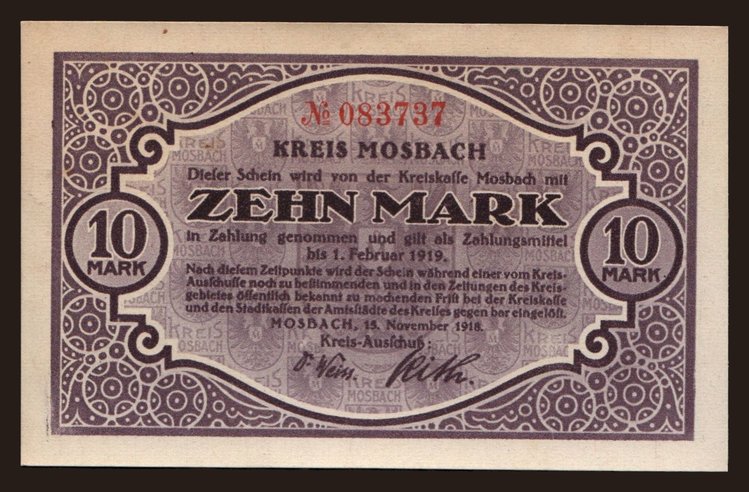 № 083737
KREIS MOSBACH
Dieser Schein wird von der Kreiskasse Mosbach mit
ZEHN MARK
in Zahlung genommen und gilt als Zahlungsmittel
bis 1. Februar 1919.
Nach diesem Zeitpunkte wird der Schein während einer vom Kreis-
Ausschusse noch zu bestimmenden und in den Zeitungen des Kreis-
gebietes öffentlich bekannt zu machenden Frist bei der Kreiskasse
und den Stadtkassen der Amtsstädte des Kreises gegen bar eingelöst.
MOSBACH, 15. November 1918.
Kreis-Ausschuß:
10
MARK
10
MARK
KREIS
MOSBACH